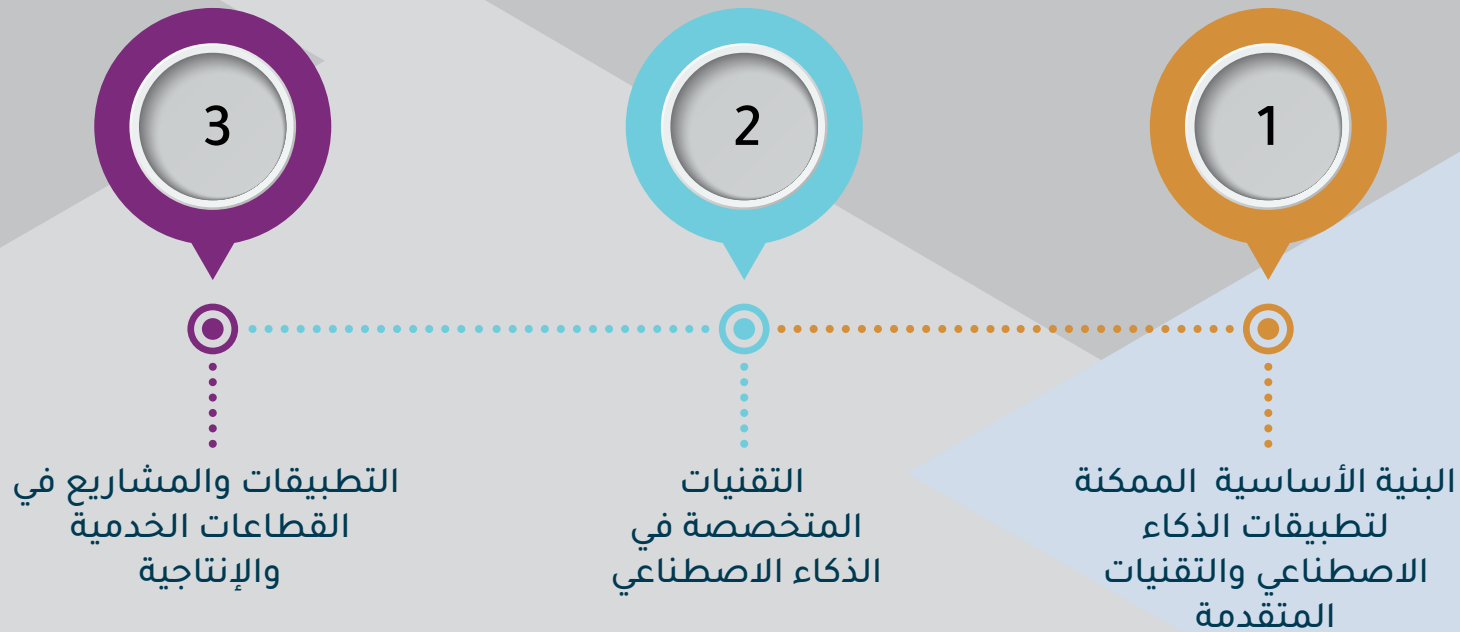 1
البنية الأساسية الممكنة
لتطبيقات الذكاء
الاصطناعي والتقنيات
المتقدمة
2
التقنيات
المتخصصة في
الذكاء الاصطناعي
3
التطبيقات والمشاريع في
القطاعات الخدمية
والإنتاجية